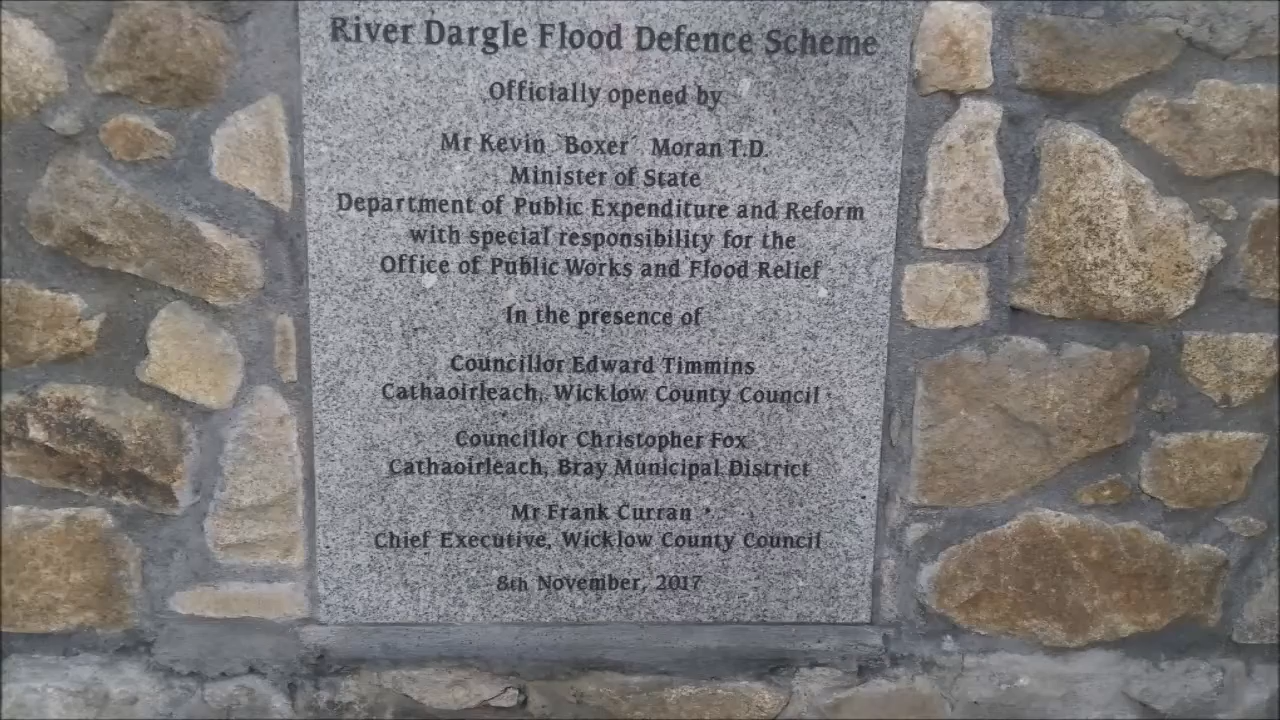 River Dargle Flood Defence Scheme
Officially opened by
Mr Kevin `Boxer´ Moran T.D.
Minister of State
Department of Public Expenditure and Reform
with special responsibility for the
Office of Public Works and Flood Relief
In the presence of
Councillor Edward Timmins
Cathaoirleach, Wicklow County Council
Councillor Christopher Fox
Cathaoirleach, Bray Municipal District
Mr Frank Curran
Chief Executive, Wicklow County Council
8th November, 2017